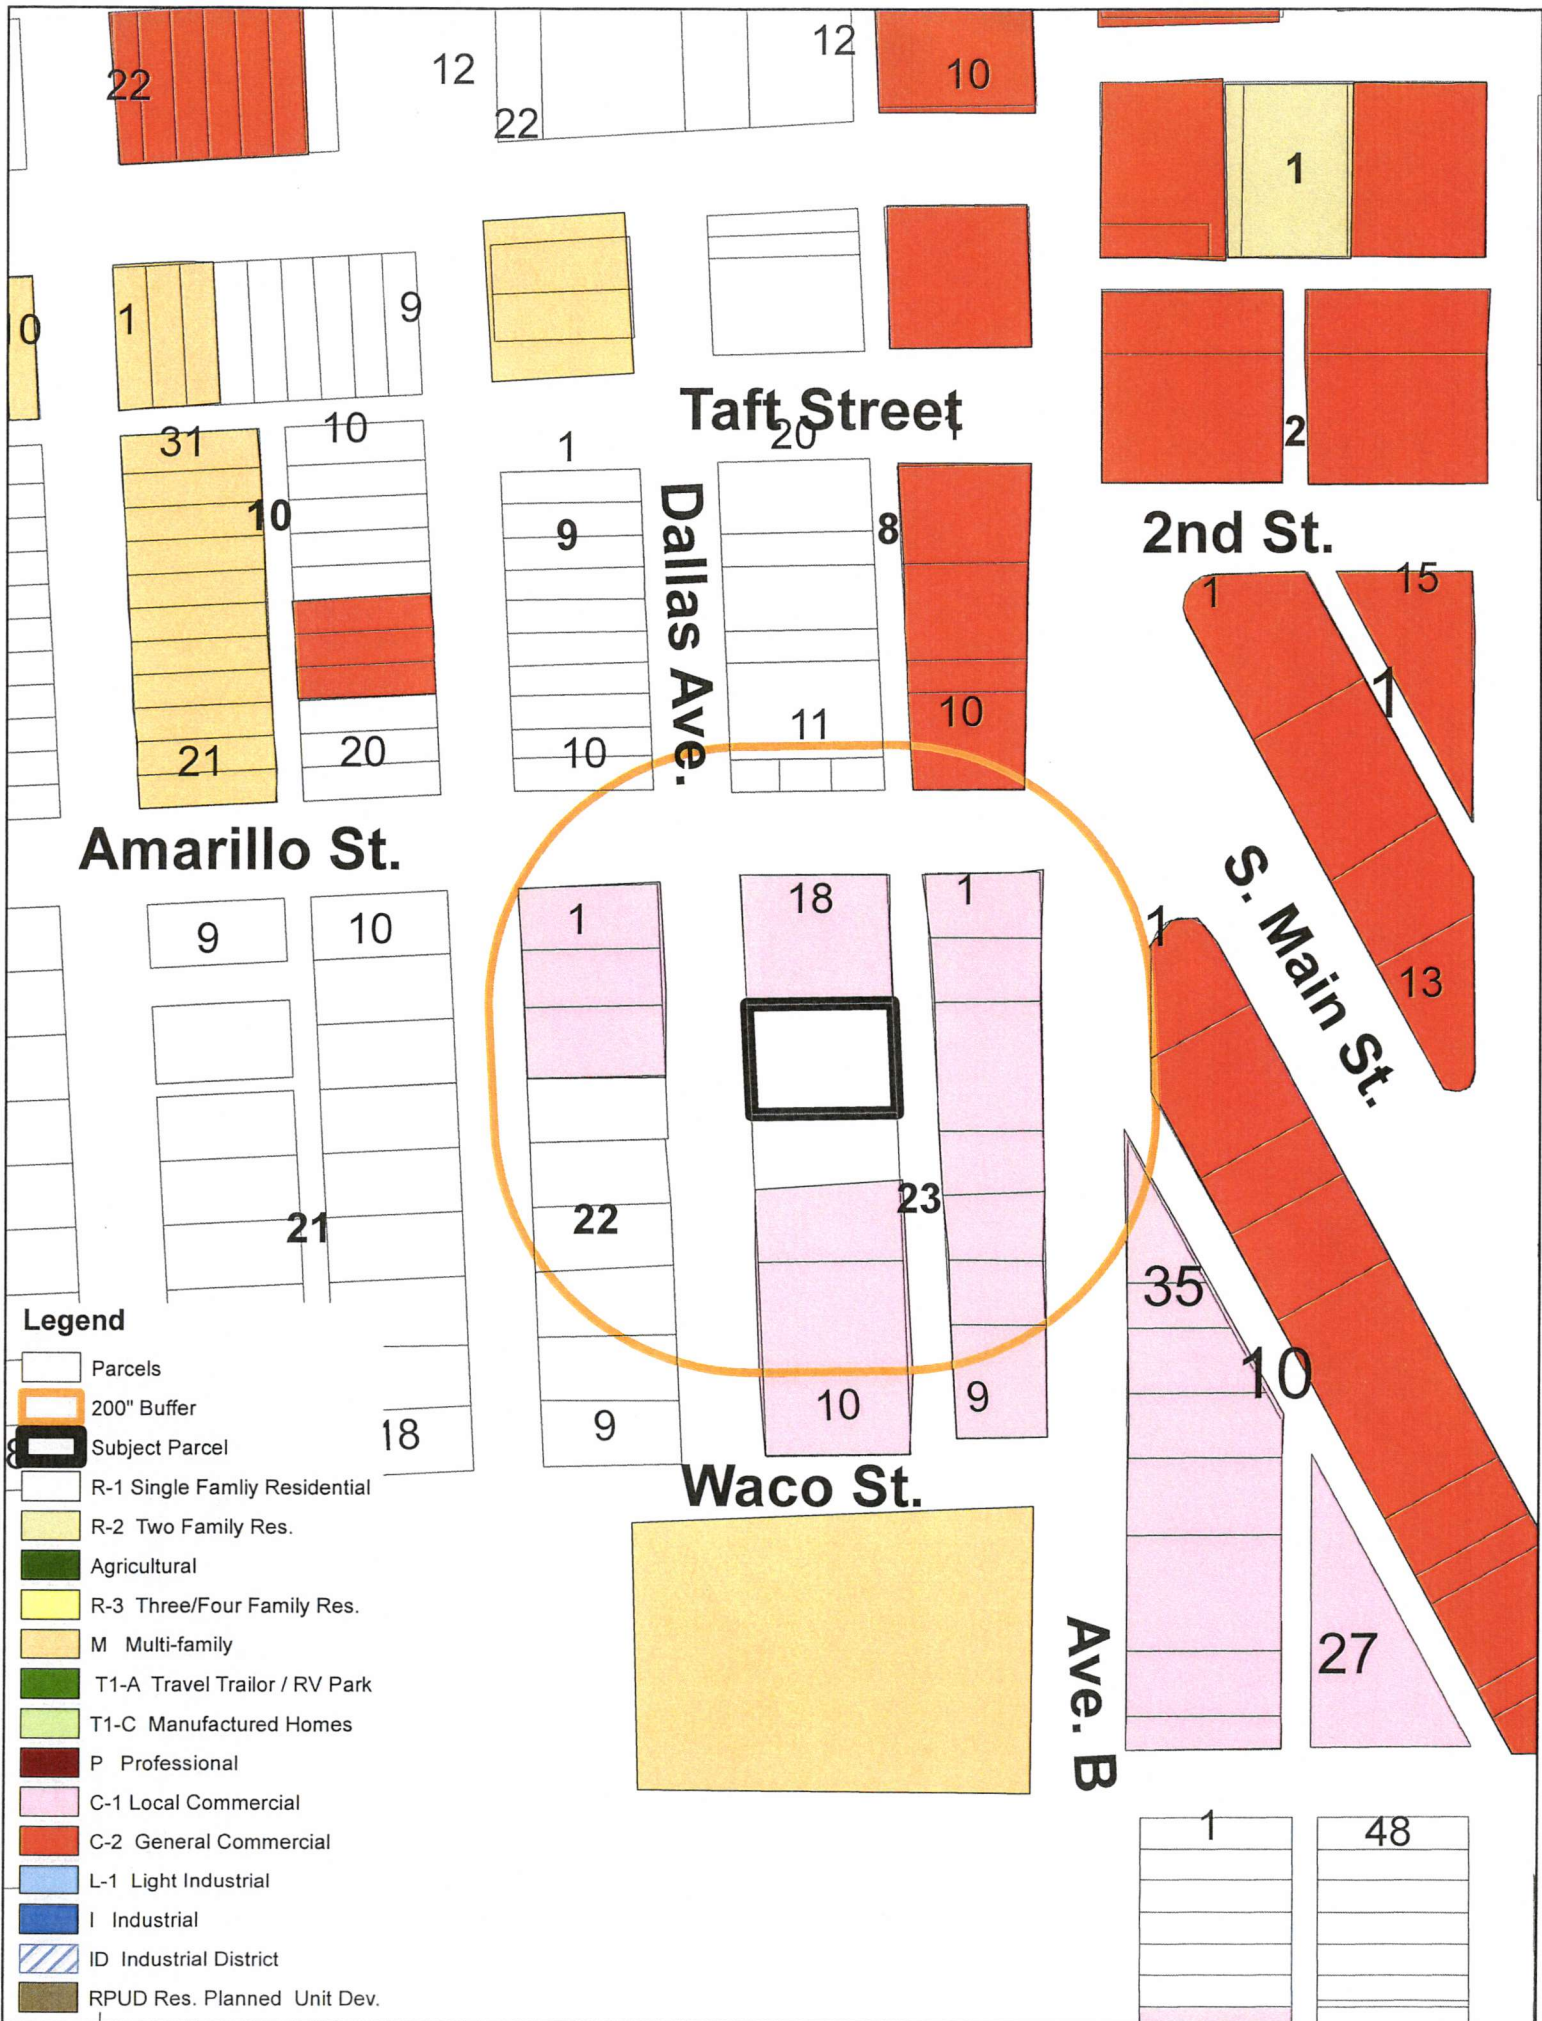 22
12
22
12
10
1
10
1
9
Taft Street
20
1
2
31
10
10
1
9
Dallas Ave.
8
2nd St.
1
15
1
21
20
10
11
10
Amarillo St.
9
10
1
18
1
1
S. Main St.
13
21
22
23
35
10
18
9
10
9
Waco St.
27
Ave. B
1
48
Legend
Parcels
200" Buffer
Subject Parcel
8
R-1 Single Famliy Residential
R-2 Two Family Res.
Agricultural
R-3 Three/Four Family Res.
M Multi-family
T1-A Travel Trailor / RV Park
T1-C Manufactured Homes
P Professional
C-1 Local Commercial
C-2 General Commercial
L-1 Light Industrial
I Industrial
ID Industrial District
RPUD Res. Planned Unit Dev.